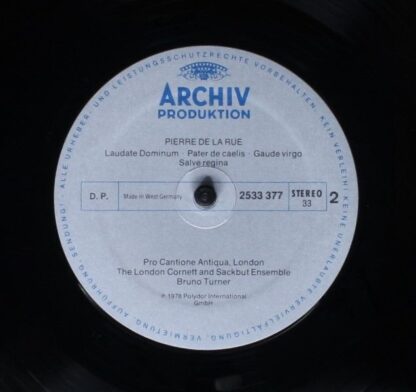 ALLE URHEBER- UND LEISTUNGSSCHUTZRECHTE VORBEHALTEN. KEIN VERLEIH! KEINE UNERLAUBTE VERVIELFÄLTIGUNG, VERMIETUNG, AUFFÜHRUNG, SENDUNG!
ARCHIV
PRODUKTION
PIERRE DE LA RUE
Laudate Dominum · Pater de caelis · Gaude virgo
Salve regina
D. P. Made in West Germany 2533 377 STEREO 33 2
Pro Cantione Antiqua, London
The London Cornett and Sackbut Ensemble
Bruno Turner
℗ 1978 Polydor International
GmbH